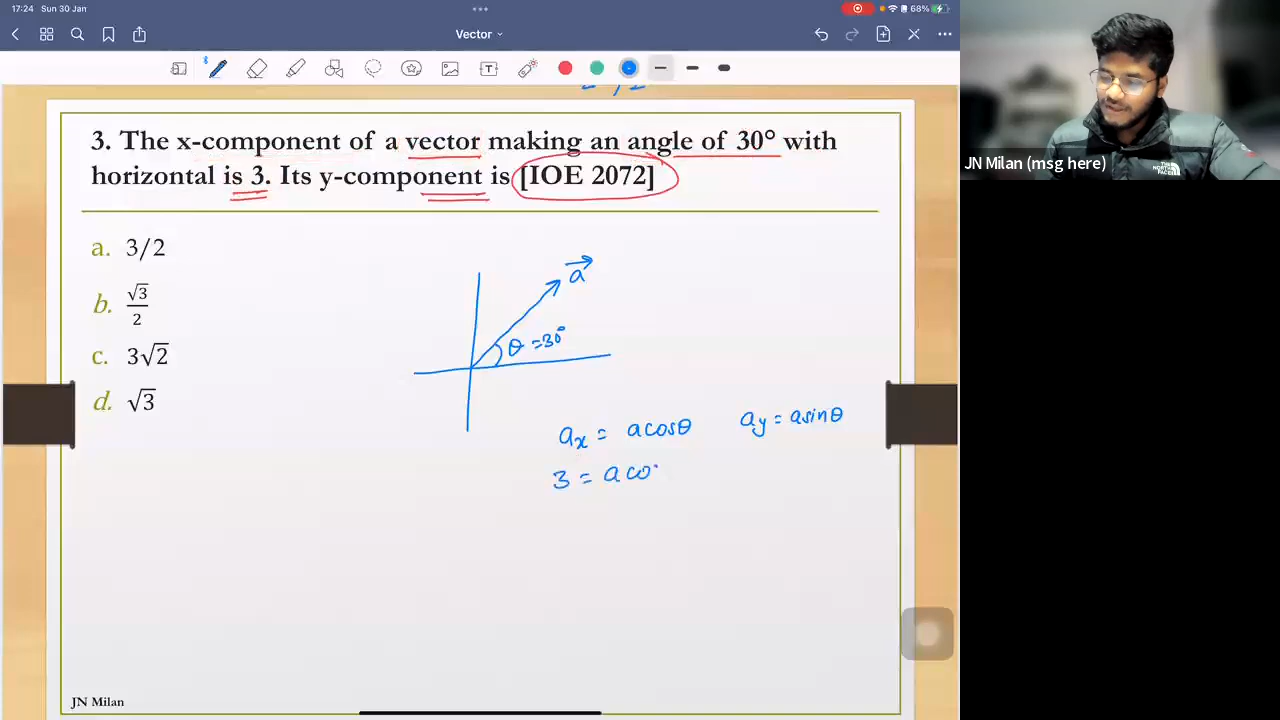 17:24 Sun 30 Jan
68%
Vector
JN Milan (msg here)
3. The x-component of a vector making an angle of 30° with
horizontal is 3. Its y-component is [IOE 2072]
a. 3/2
b. √3/2
c. 3√2
d. √3
a⃗
θ = 30°
aₓ = a cosθ ay = a sinθ
3 = a co
JN Milan